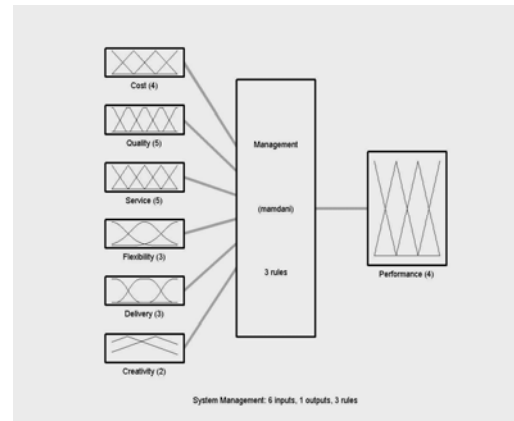 Cost (4)
Quality (5)
Service (5)
Flexibility (3)
Delivery (3)
Creativity (2)
Management
(mamdani)
3 rules
Performance (4)
System Management: 6 inputs, 1 outputs, 3 rules